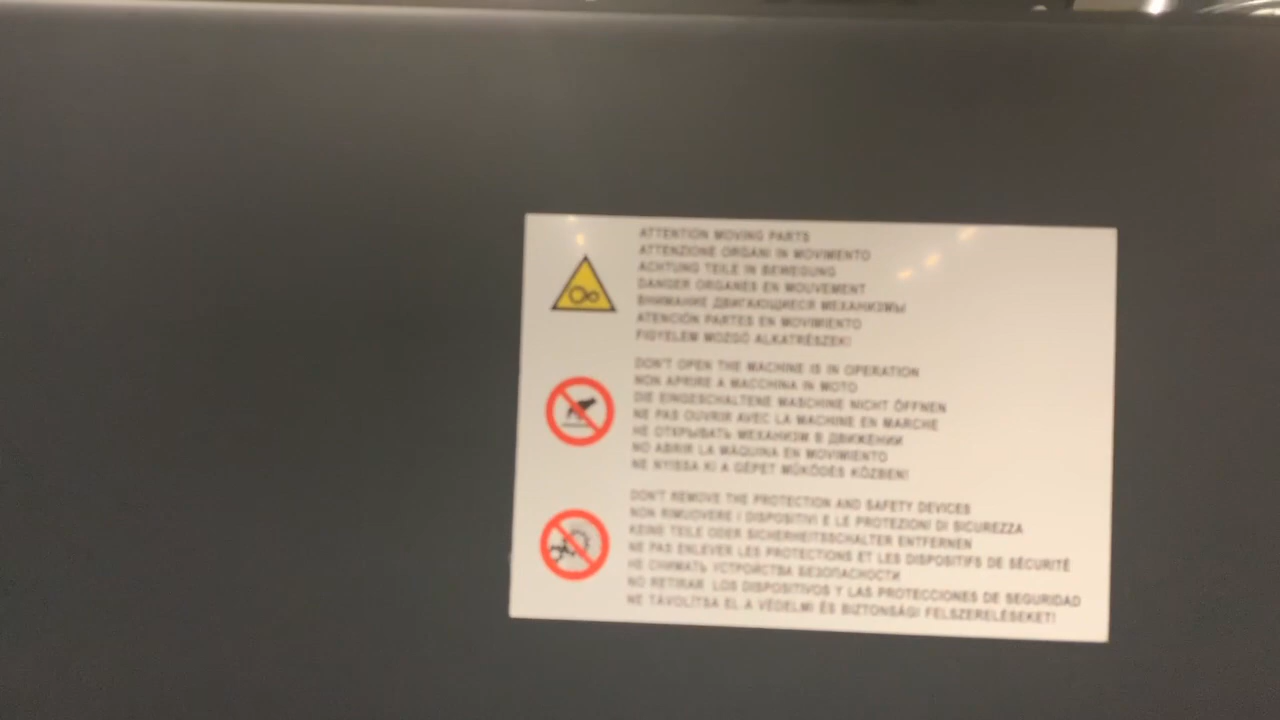 ATTENTION MOVING PARTS
ATTENZIONE ORGANI IN MOVIMENTO
ACHTUNG TEILE IN BEWEGUNG
DANGER ORGANES EN MOUVEMENT
ВНИМАНИЕ ДВИГАЮЩИЕСЯ МЕХАНИЗМЫ
ATENCIÓN PARTES EN MOVIMIENTO
FIGYELEM MOZGÓ ALKATRÉSZEK!
DON'T OPEN THE MACHINE IS IN OPERATION
NON APRIRE A MACCHINA IN MOTO
DIE EINGESCHALTENE MASCHINE NICHT ÖFFNEN
NE PAS OUVRIR AVEC LA MACHINE EN MARCHE
НЕ ОТКРЫВАТЬ МЕХАНИЗМ В ДВИЖЕНИИ
NO ABRIR LA MÁQUINA EN MOVIMIENTO
NE NYISSA KI A GÉPET MŰKÖDÉS KÖZBEN!
DON'T REMOVE THE PROTECTION AND SAFETY DEVICES
NON RIMUOVERE I DISPOSITIVI E LE PROTEZIONI DI SICUREZZA
KEINE TEILE ODER SICHERHEITSSCHALTER ENTFERNEN
NE PAS ENLEVER LES PROTECTIONS ET LES DISPOSITIFS DE SÉCURITÉ
НЕ СНИМАТЬ УСТРОЙСТВА БЕЗОПАСНОСТИ
NO RETIRAR LOS DISPOSITIVOS Y LAS PROTECCIONES DE SEGURIDAD
NE TÁVOLÍTSA EL A VÉDELMI ÉS BIZTONSÁGI FELSZERELÉSEKET!